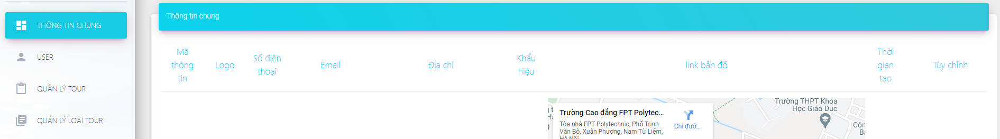 THÔNG TIN CHUNG
USER
QUẢN LÝ TOUR
QUẢN LÝ LOẠI TOUR
Thông tin chung
Mã
thông
tin
Logo
Số điện
thoại
Email
Địa chỉ
Khẩu
hiệu
link bản đồ
Thời
gian
tạo
Tùy chỉnh
Trường Cao đẳng FPT Polytec...
Tòa nhà FPT Polytechnic, Phố Trịnh
Văn Bô, Xuân Phương, Nam Từ Liêm,
Hà Nội
Chỉ đườ...
Trường THPT Khoa
Học Giáo Dục
Côn